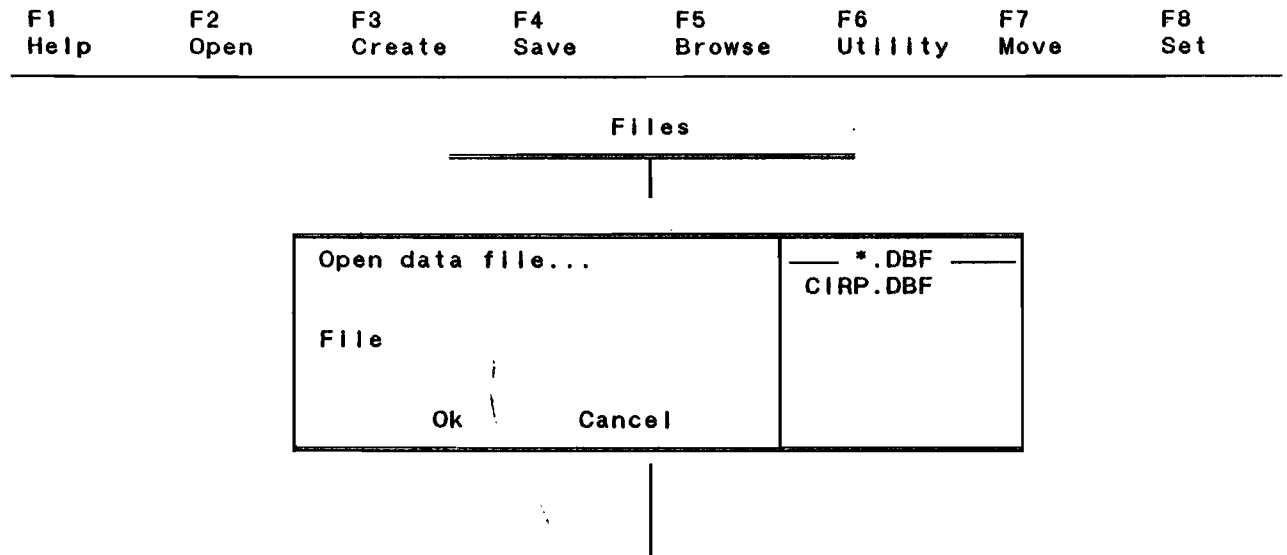 F1 F2 F3 F4 F5 F6 F7 F8
Help Open Create Save Browse Utility Move Set
Files
Open data file...
*.DBF
CIRP.DBF
File
Ok Cancel